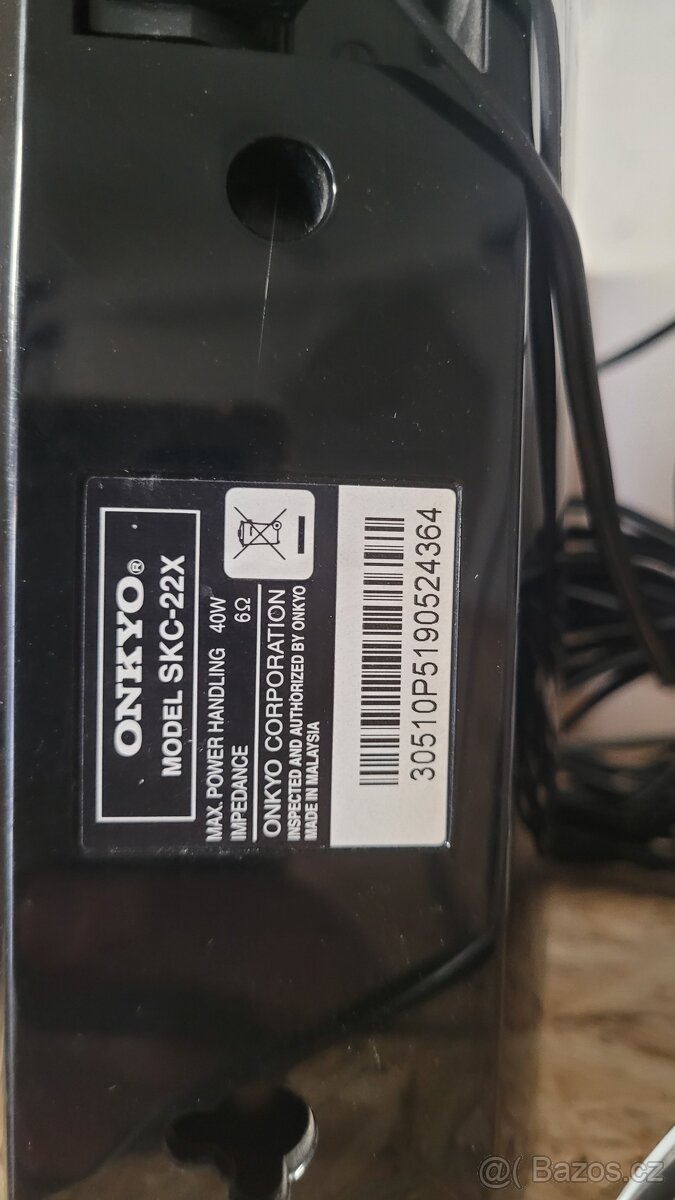 ONKYO®
MODEL SKC-22X
MAX. POWER HANDLING 40W
IMPEDANCE 6Ω
ONKYO CORPORATION
INSPECTED AND AUTHORIZED BY ONKYO
MADE IN MALAYSIA
30510P5190524364
@( Bazos.cz